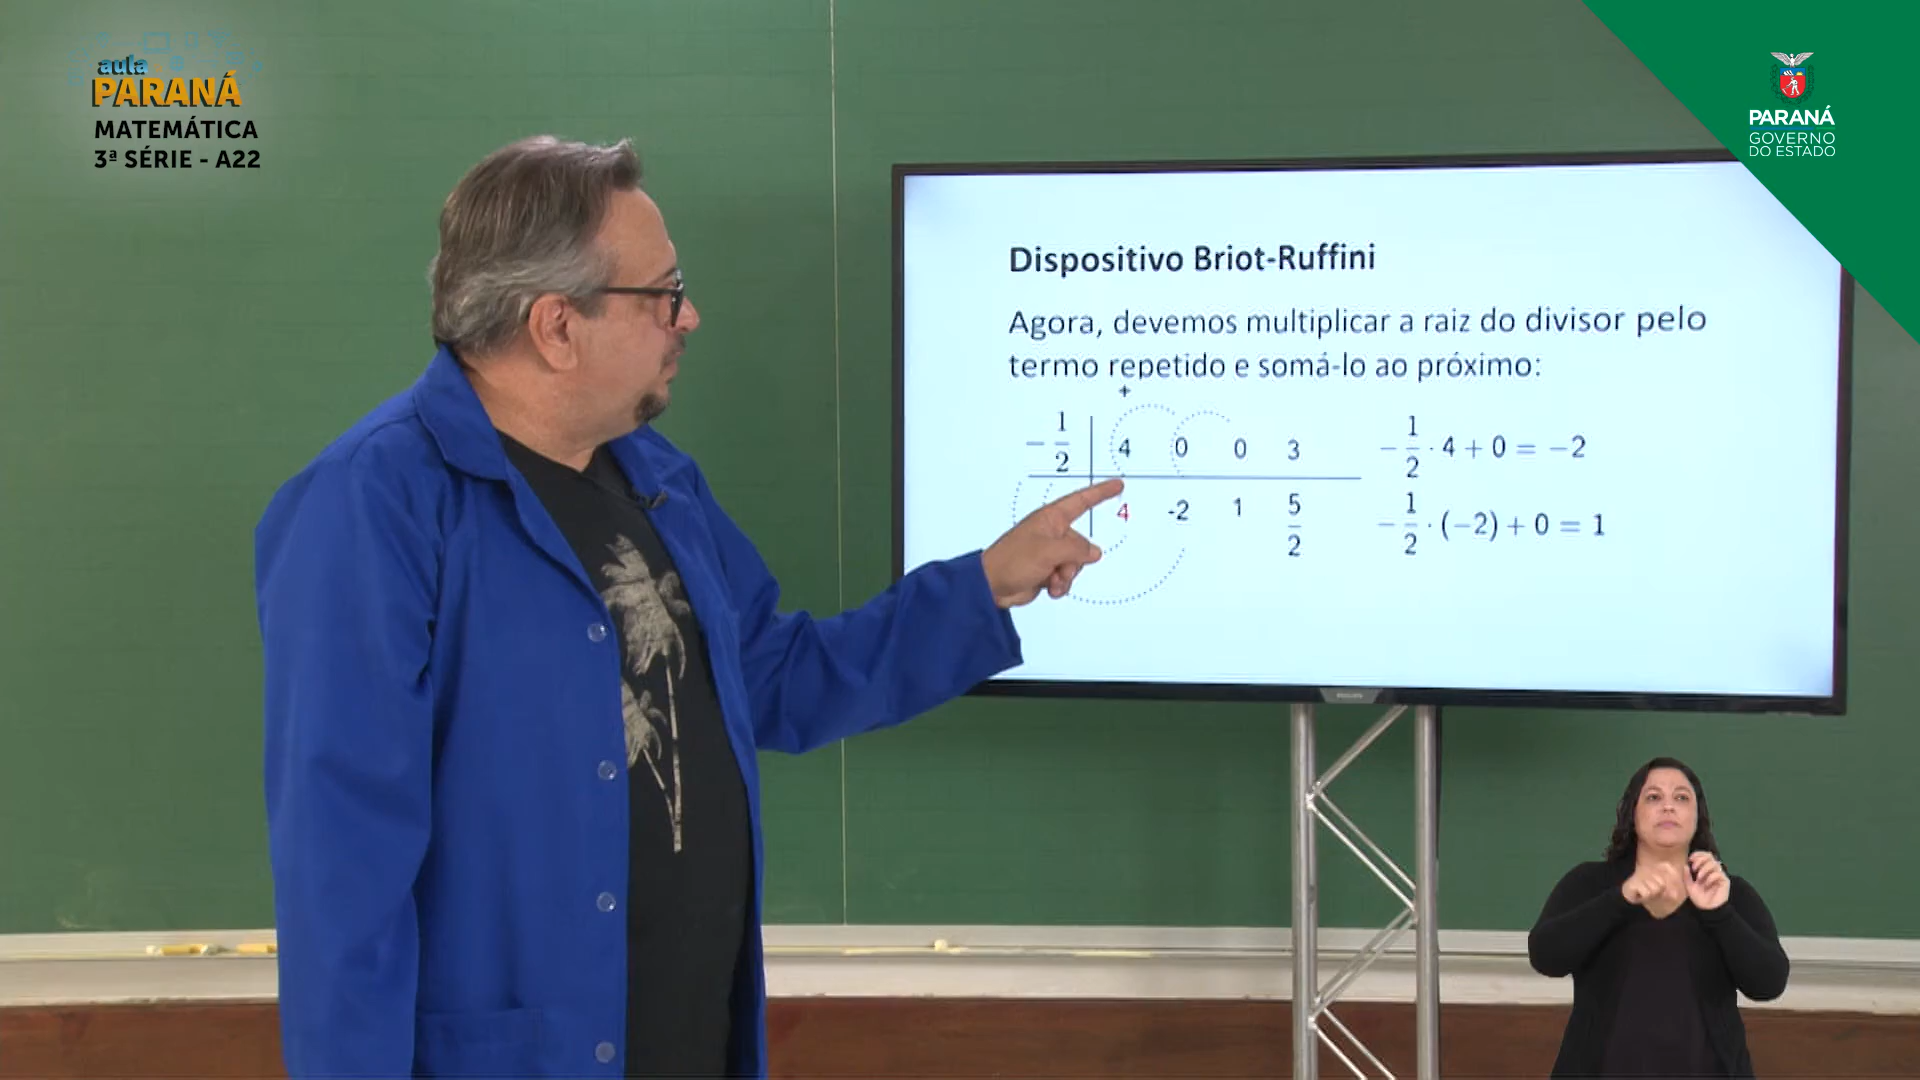 aula
PARANÁ
MATEMÁTICA
3ª SÉRIE - A22
PARANÁ
GOVERNO
DO ESTADO
Dispositivo Briot-Ruffini
Agora, devemos multiplicar a raiz do divisor pelo
termo repetido e somá-lo ao próximo:
+
-1/2 | 4 0 0 3
4 -2 1 5/2
-1/2 · 4 + 0 = -2
-1/2 · (-2) + 0 = 1
PHILIPS